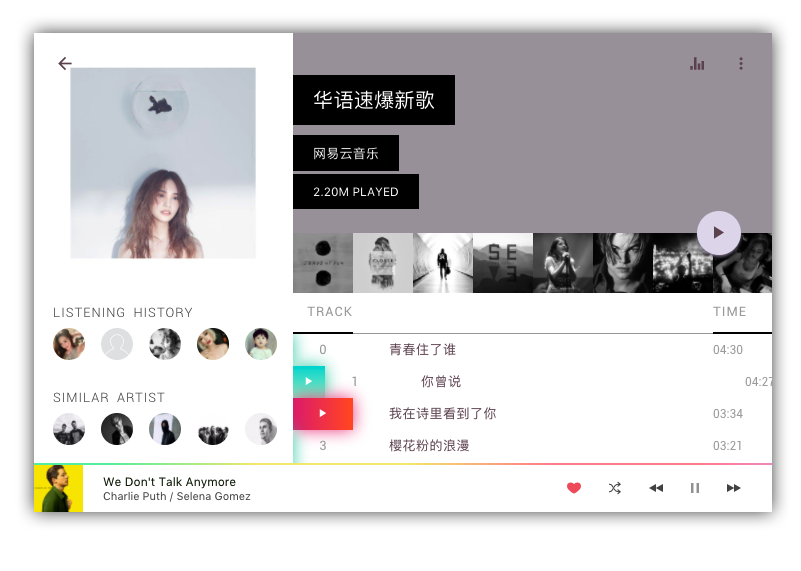 华语速爆新歌
网易云音乐
2.20M PLAYED
LISTENING HISTORY
SIMILAR ARTIST
TRACK TIME
0 青春住了谁 04:30
1 你曾说 04:27
我在诗里看到了你 03:34
3 樱花粉的浪漫 03:21
We Don't Talk Anymore
Charlie Puth / Selena Gomez